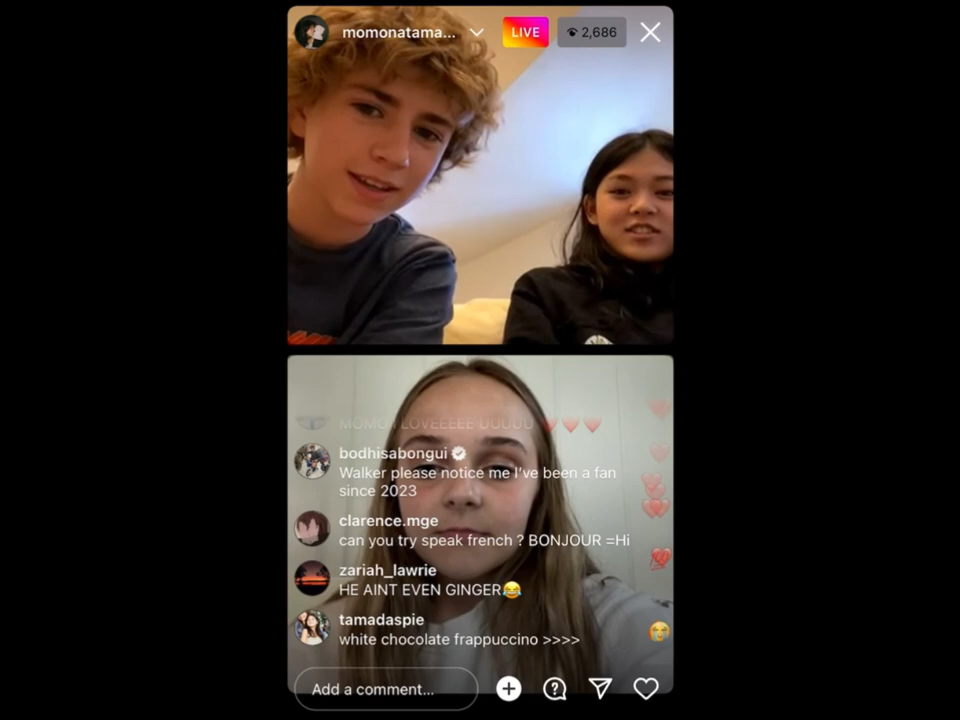 momonatama...
LIVE
2,686
MOMO I LOVEEEEE UUUUU ❤️❤️❤️
bodhisabongui
Walker please notice me I've been a fan
since 2023
clarence.mge
can you try speak french ? BONJOUR =Hi
zariah_lawrie
HE AINT EVEN GINGER😂
tamadaspie
white chocolate frappuccino >>>>
Add a comment...